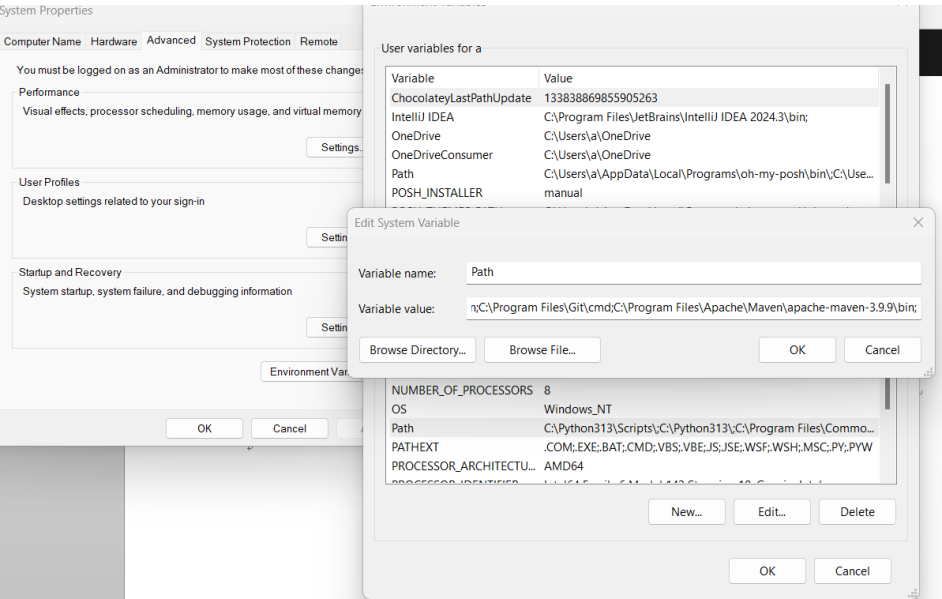 System Properties
Computer Name Hardware Advanced System Protection Remote
You must be logged on as an Administrator to make most of these changes
Performance
Visual effects, processor scheduling, memory usage, and virtual memory
Settings..
User Profiles
Desktop settings related to your sign-in
Settin
Startup and Recovery
System startup, system failure, and debugging information
Settin
Environment Var
OK Cancel
User variables for a
Variable Value
ChocolateyLastPathUpdate 133838869855905263
IntelliJ IDEA C:\Program Files\JetBrains\IntelliJ IDEA 2024.3\bin;
OneDrive C:\Users\a\OneDrive
OneDriveConsumer C:\Users\a\OneDrive
Path C:\Users\a\AppData\Local\Programs\oh-my-posh\bin\;C:\Use...
POSH_INSTALLER manual
Edit System Variable
Variable name: Path
Variable value: n;C:\Program Files\Git\cmd;C:\Program Files\Apache\Maven\apache-maven-3.9.9\bin;
Browse Directory... Browse File... OK Cancel
NUMBER_OF_PROCESSORS 8
OS Windows_NT
Path C:\Python313\Scripts\;C:\Python313\;C:\Program Files\Commo...
PATHEXT .COM;.EXE;.BAT;.CMD;.VBS;.VBE;.JS;.JSE;.WSF;.WSH;.MSC;.PY;.PYW
PROCESSOR_ARCHITECTU... AMD64
New... Edit... Delete
OK Cancel